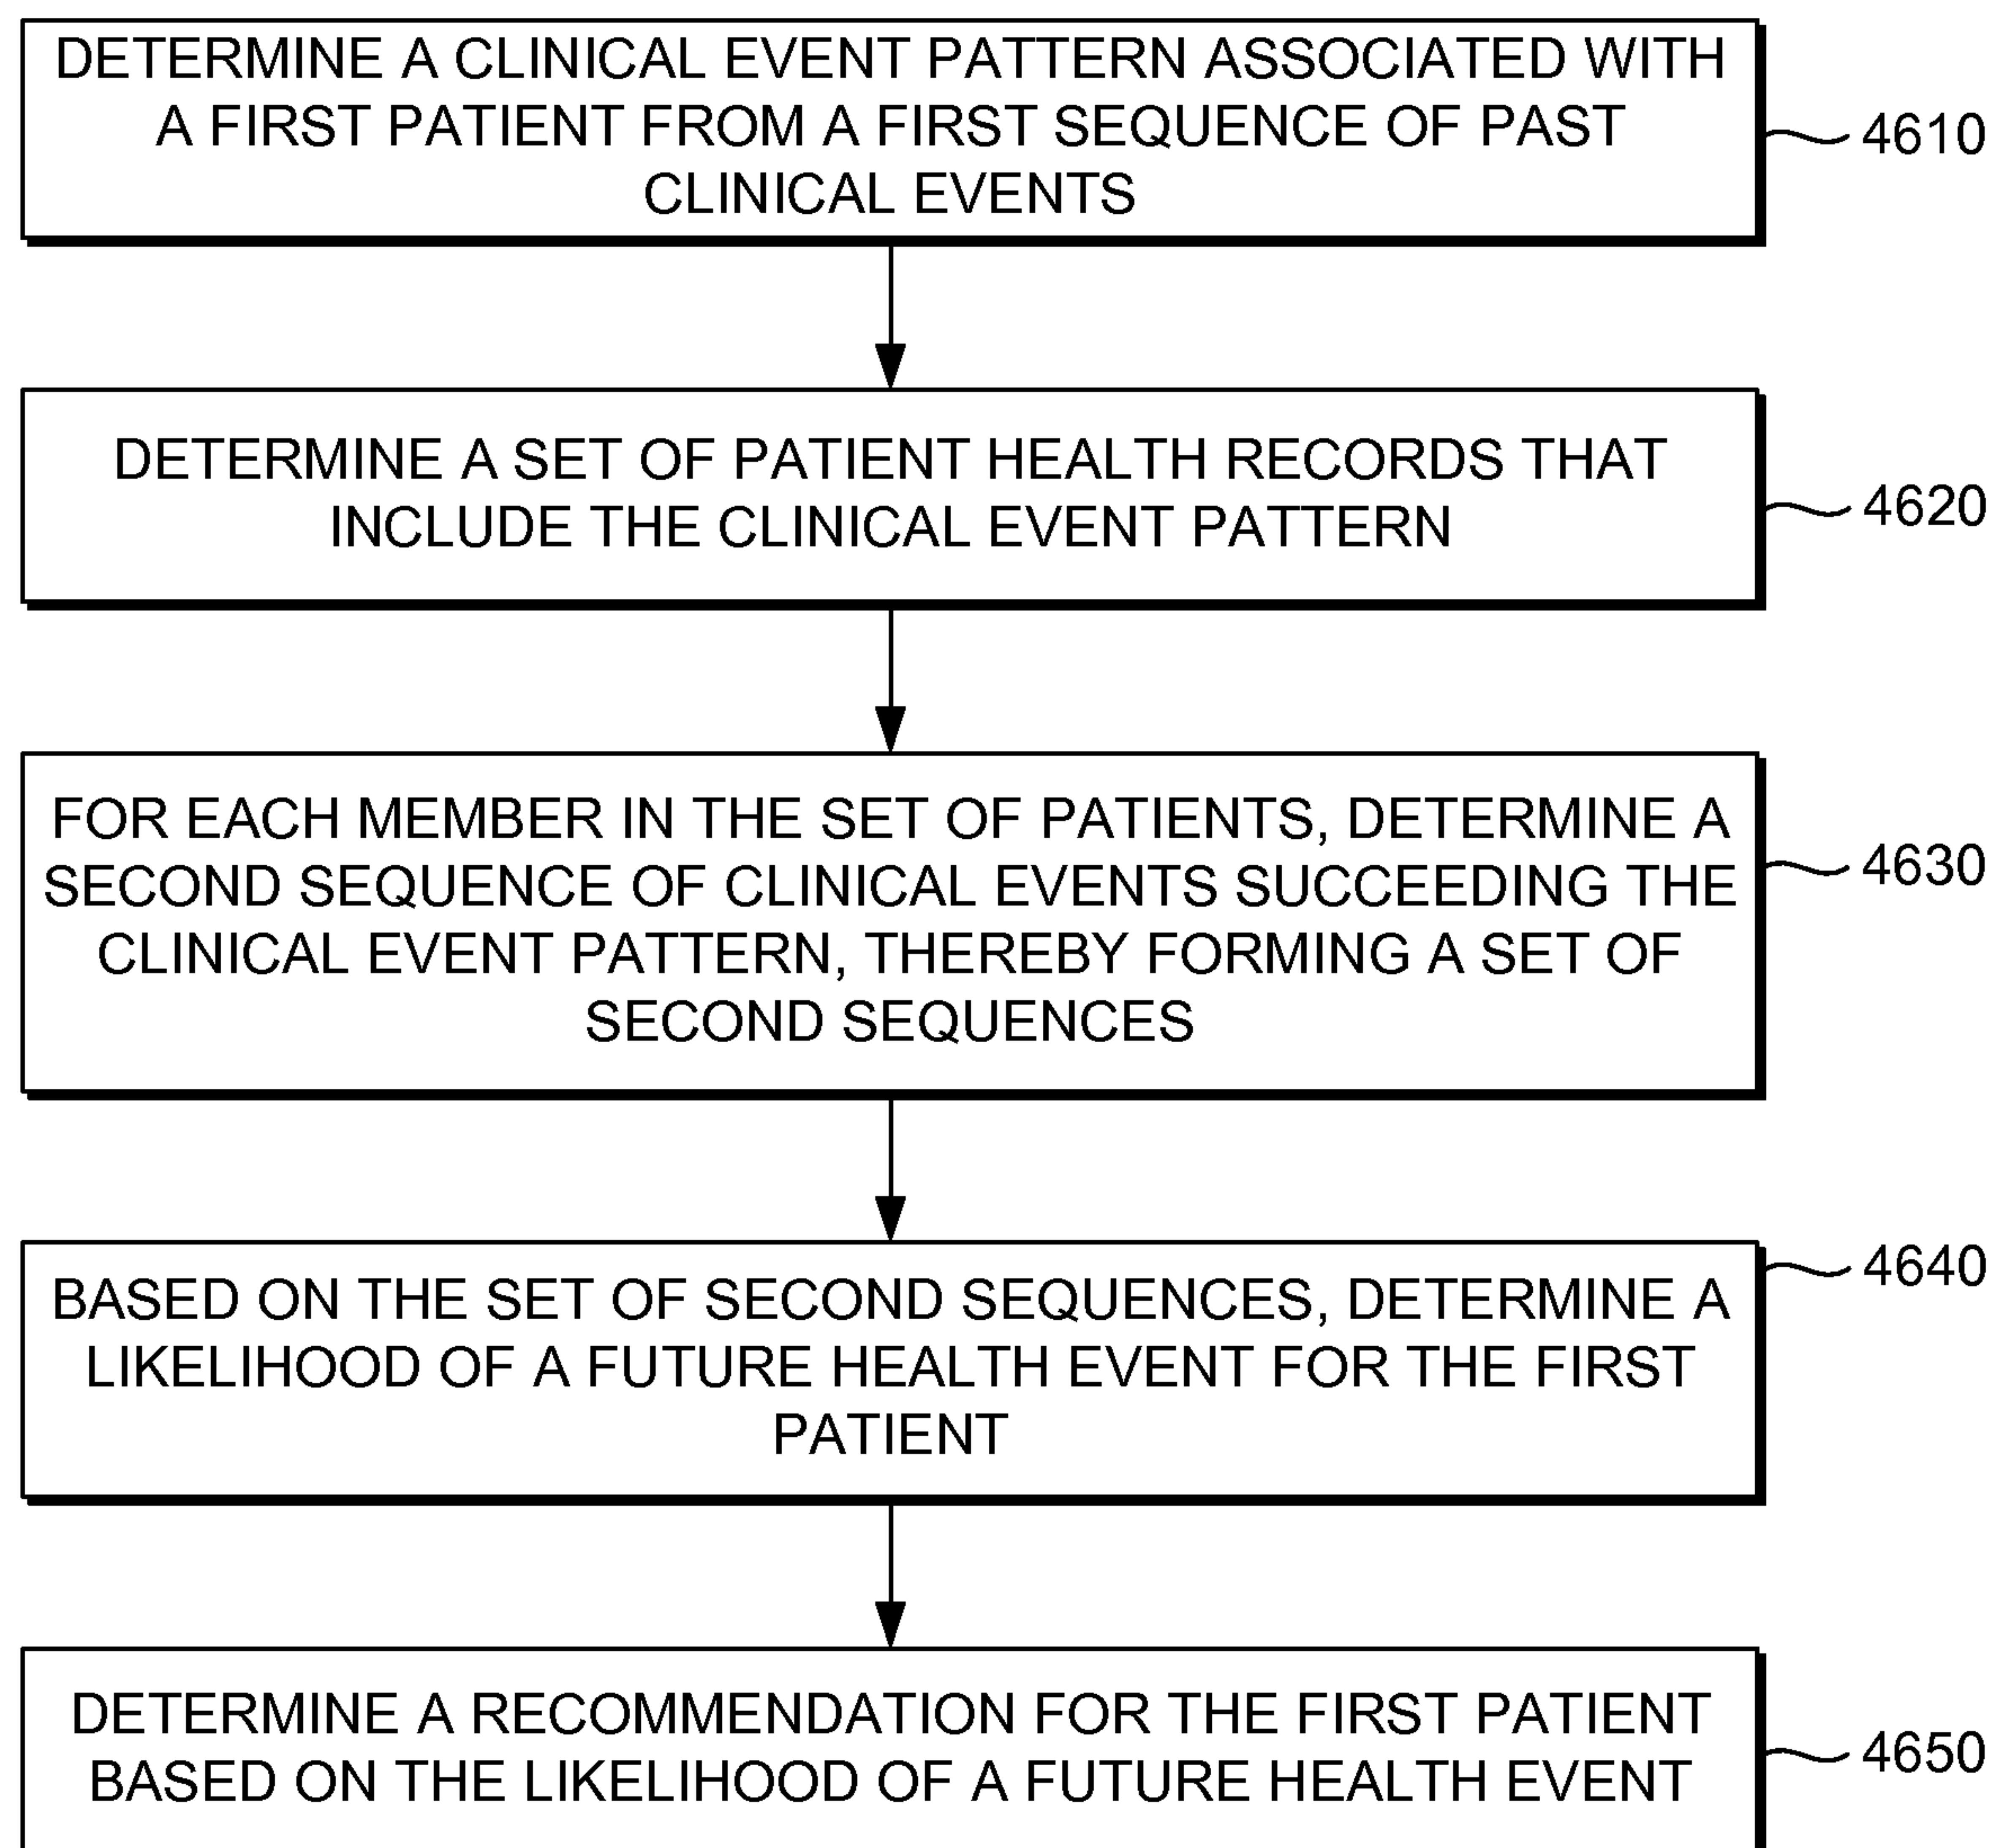 DETERMINE A CLINICAL EVENT PATTERN ASSOCIATED WITH
A FIRST PATIENT FROM A FIRST SEQUENCE OF PAST
CLINICAL EVENTS
4610
DETERMINE A SET OF PATIENT HEALTH RECORDS THAT
INCLUDE THE CLINICAL EVENT PATTERN
4620
FOR EACH MEMBER IN THE SET OF PATIENTS, DETERMINE A
SECOND SEQUENCE OF CLINICAL EVENTS SUCCEEDING THE
CLINICAL EVENT PATTERN, THEREBY FORMING A SET OF
SECOND SEQUENCES
4630
BASED ON THE SET OF SECOND SEQUENCES, DETERMINE A
LIKELIHOOD OF A FUTURE HEALTH EVENT FOR THE FIRST
PATIENT
4640
DETERMINE A RECOMMENDATION FOR THE FIRST PATIENT
BASED ON THE LIKELIHOOD OF A FUTURE HEALTH EVENT
4650